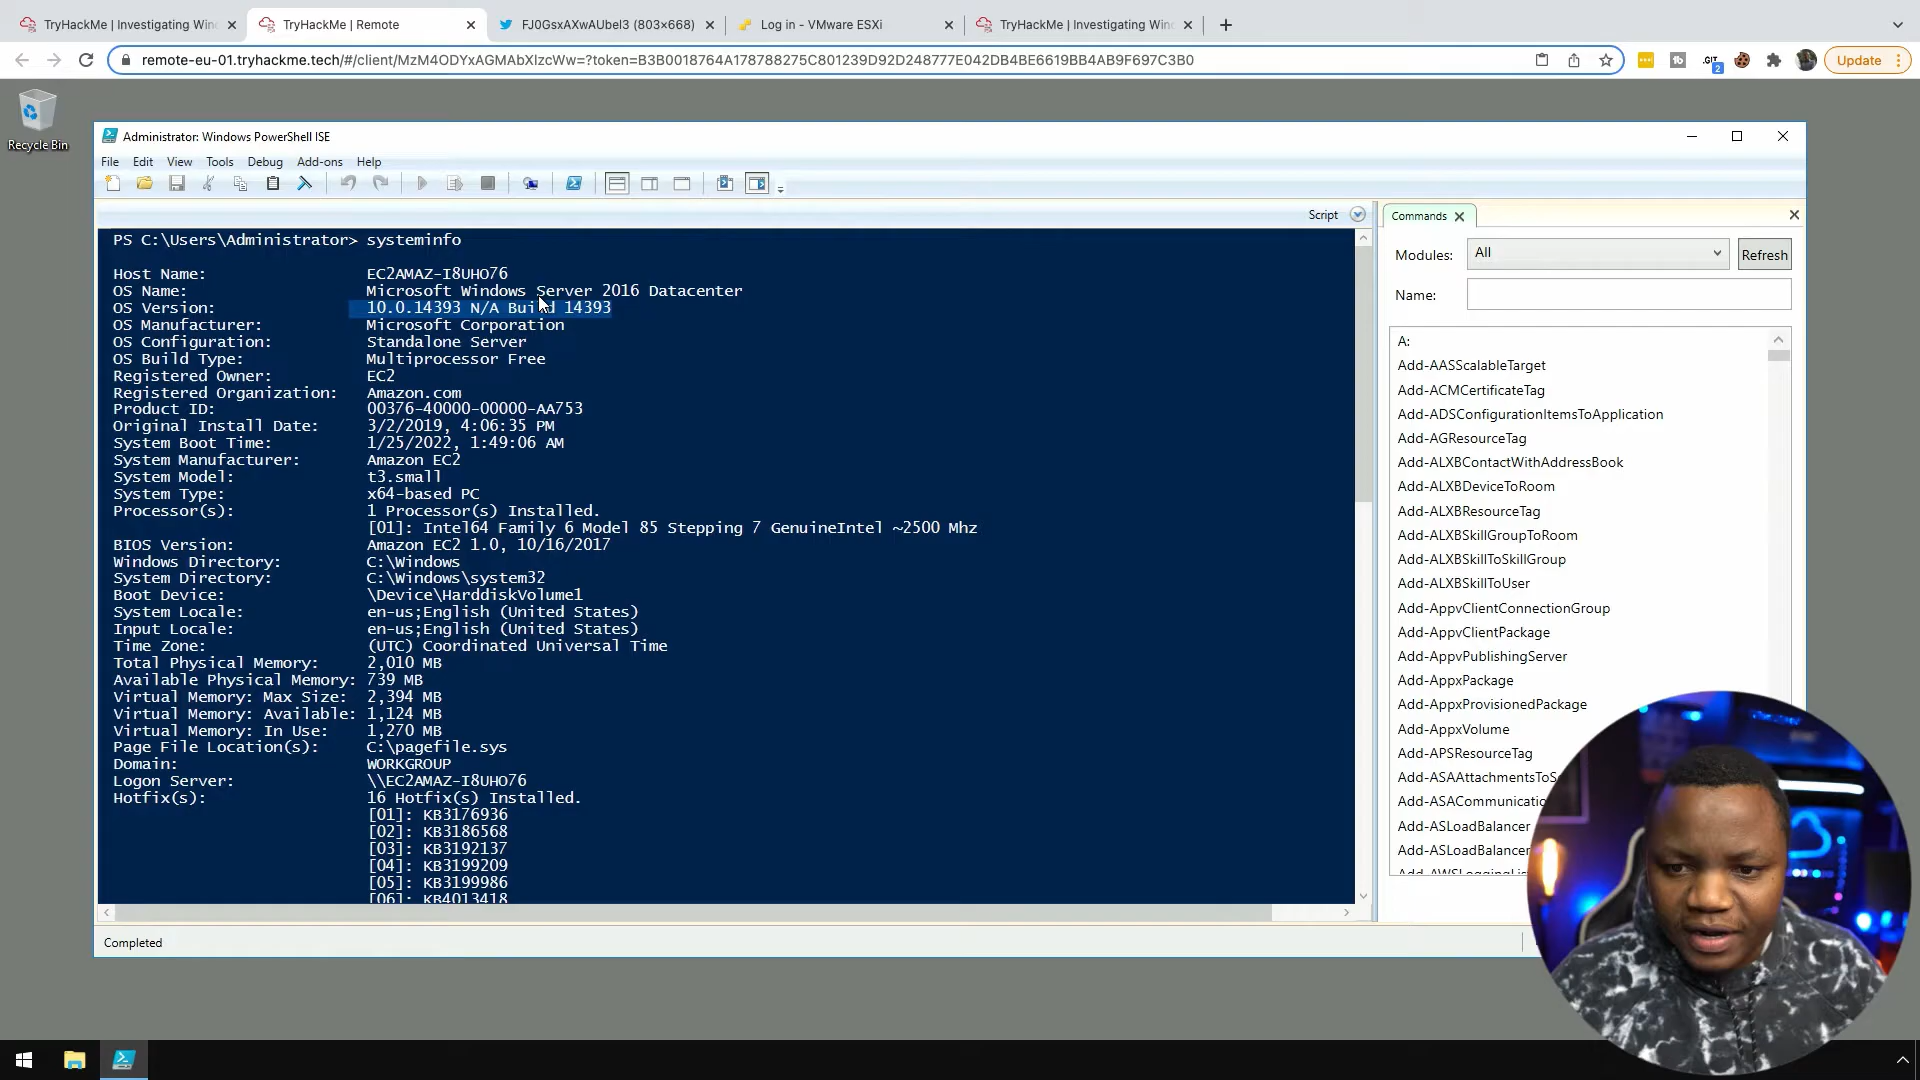 TryHackMe | Investigating Win
TryHackMe | Remote
FJ0GsxAXwAUbel3 (803×668)
Log in - VMware ESXi
TryHackMe | Investigating Win
remote-eu-01.tryhackme.tech/#/client/MzM4ODYxAGMAbXlzcWw=?token=B3B0018764A178788275C801239D92D248777E042DB4BE6619BB4AB9F697C3B0
.GIT
2
Update
Recycle Bin
Administrator: Windows PowerShell ISE
File Edit View Tools Debug Add-ons Help
Script
PS C:\Users\Administrator> systeminfo
Host Name: EC2AMAZ-I8UHO76
OS Name: Microsoft Windows Server 2016 Datacenter
OS Version: 10.0.14393 N/A Build 14393
OS Manufacturer: Microsoft Corporation
OS Configuration: Standalone Server
OS Build Type: Multiprocessor Free
Registered Owner: EC2
Registered Organization: Amazon.com
Product ID: 00376-40000-00000-AA753
Original Install Date: 3/2/2019, 4:06:35 PM
System Boot Time: 1/25/2022, 1:49:06 AM
System Manufacturer: Amazon EC2
System Model: t3.small
System Type: x64-based PC
Processor(s): 1 Processor(s) Installed.
[01]: Intel64 Family 6 Model 85 Stepping 7 GenuineIntel ~2500 Mhz
BIOS Version: Amazon EC2 1.0, 10/16/2017
Windows Directory: C:\Windows
System Directory: C:\Windows\system32
Boot Device: \Device\HarddiskVolume1
System Locale: en-us;English (United States)
Input Locale: en-us;English (United States)
Time Zone: (UTC) Coordinated Universal Time
Total Physical Memory: 2,010 MB
Available Physical Memory: 739 MB
Virtual Memory: Max Size: 2,394 MB
Virtual Memory: Available: 1,124 MB
Virtual Memory: In Use: 1,270 MB
Page File Location(s): C:\pagefile.sys
Domain: WORKGROUP
Logon Server: \\EC2AMAZ-I8UHO76
Hotfix(s): 16 Hotfix(s) Installed.
[01]: KB3176936
[02]: KB3186568
[03]: KB3192137
[04]: KB3199209
[05]: KB3199986
[06]: KB4013418
Completed
Commands
Modules: All Refresh
Name:
A:
Add-AASScalableTarget
Add-ACMCertificateTag
Add-ADSConfigurationItemsToApplication
Add-AGResourceTag
Add-ALXBContactWithAddressBook
Add-ALXBDeviceToRoom
Add-ALXBResourceTag
Add-ALXBSkillGroupToRoom
Add-ALXBSkillToSkillGroup
Add-ALXBSkillToUser
Add-AppvClientConnectionGroup
Add-AppvClientPackage
Add-AppvPublishingServer
Add-AppxPackage
Add-AppxProvisionedPackage
Add-AppxVolume
Add-APSResourceTag
Add-ASAAttachmentsToS
Add-ASACommunicatio
Add-ASLoadBalancer
Add-ASLoadBalancer